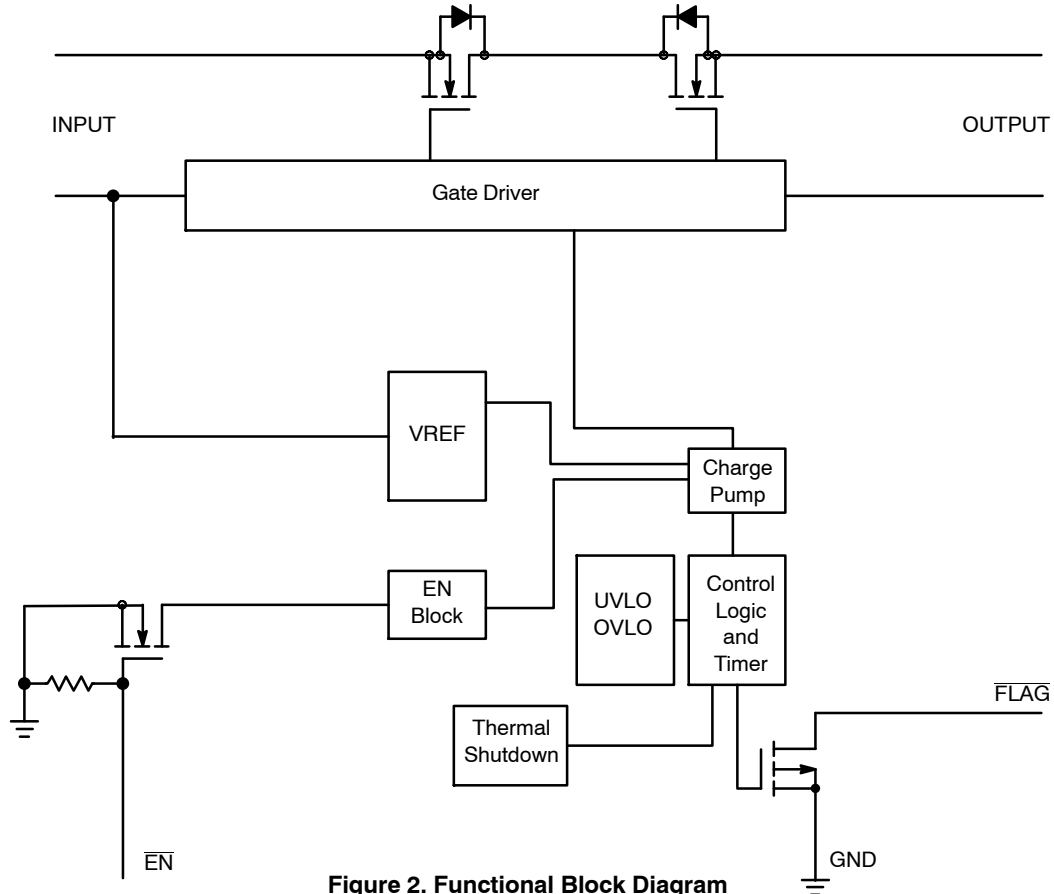 INPUT
OUTPUT
Gate Driver
VREF
Charge
Pump
EN
Block
UVLO
OVLO
Control
Logic
and
Timer
FLAG
Thermal
Shutdown
EN
GND
Figure 2. Functional Block Diagram